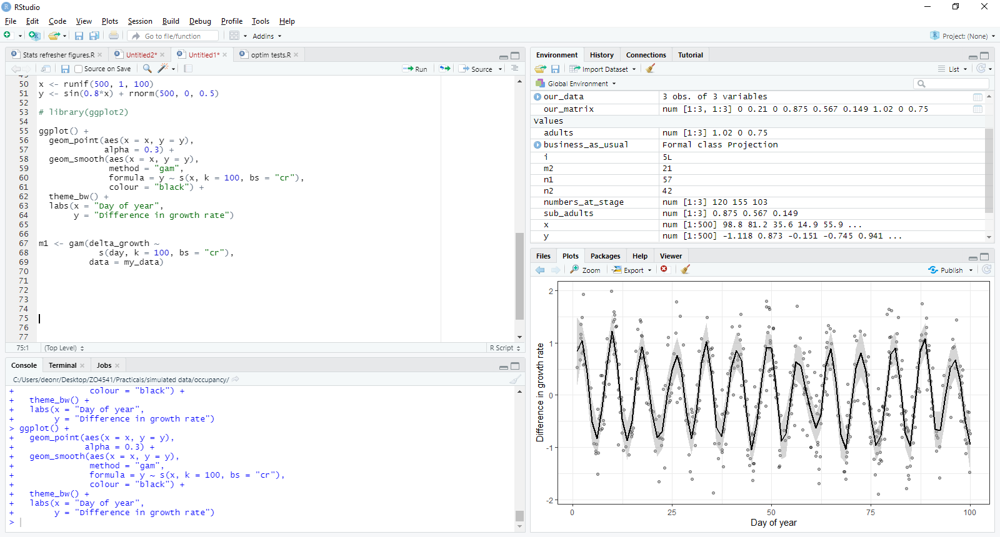 RStudio
File Edit Code View Plots Session Build Debug Profile Tools Help
Go to file/function Addins Project: (None)
Stats refresher figures.R Untitled2* Untitled1* optim tests.R
Source on Save Run Source
50 x <- runif(500, 1, 100)
51 y <- sin(0.8*x) + rnorm(500, 0, 0.5)
52
53 # library(ggplot2)
54
55 ggplot() +
56 geom_point(aes(x = x, y = y),
57 alpha = 0.3) +
58 geom_smooth(aes(x = x, y = y),
59 method = "gam",
60 formula = y ~ s(x, k = 100, bs = "cr"),
61 colour = "black") +
62 theme_bw() +
63 labs(x = "Day of year",
64 y = "Difference in growth rate")
65
66
67 m1 <- gam(delta_growth ~
68 s(day, k = 100, bs = "cr"),
69 data = my_data)
70
71
72
73
74
75
76
77
75:1 (Top Level) R Script
Console Terminal Jobs
C:/Users/deonr/Desktop/ZO4541/Practicals/simulated data/occupancy/
+ colour = "black") +
+ theme_bw() +
+ labs(x = "Day of year",
+ y = "Difference in growth rate")
> ggplot() +
+ geom_point(aes(x = x, y = y),
+ alpha = 0.3) +
+ geom_smooth(aes(x = x, y = y),
+ method = "gam",
+ formula = y ~ s(x, k = 100, bs = "cr"),
+ colour = "black") +
+ theme_bw() +
+ labs(x = "Day of year",
+ y = "Difference in growth rate")
>
Environment History Connections Tutorial
Import Dataset List
Global Environment
our_data 3 obs. of 3 variables
our_matrix num [1:3, 1:3] 0 0.21 0 0.875 0.567 0.149 1.02 0 0.75
Values
adults num [1:3] 1.02 0 0.75
business_as_usual Formal class Projection
i 5L
m2 21
n1 57
n2 42
numbers_at_stage num [1:3] 120 155 103
sub_adults num [1:3] 0.875 0.567 0.149
x num [1:500] 98.8 81.2 35.6 14.9 55.9 ...
y num [1:500] -1.118 0.873 -0.151 -0.745 0.941 ...
Files Plots Packages Help Viewer
Zoom Export Publish
Difference in growth rate
2
1
0
-1
-2
0 25 50 75 100
Day of year